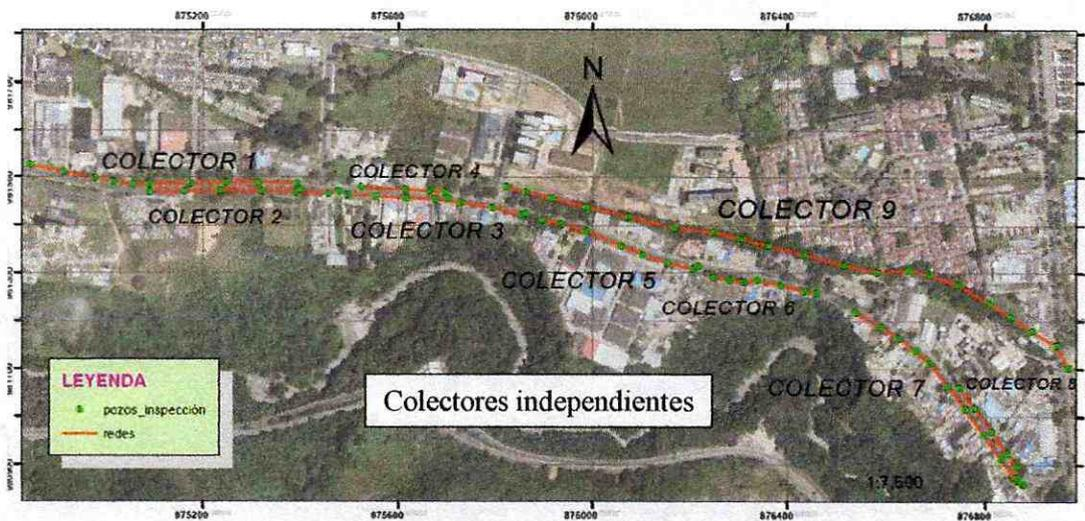 875200 875600 876000 876400 876800
N
COLECTOR 1
COLECTOR 4
COLECTOR 2
COLECTOR 3
COLECTOR 9
COLECTOR 5
COLECTOR 6
COLECTOR 7
COLECTOR 8
LEYENDA
pozos_inspección
redes
Colectores independientes
1:7,500
875200 875600 876000 876400 876800